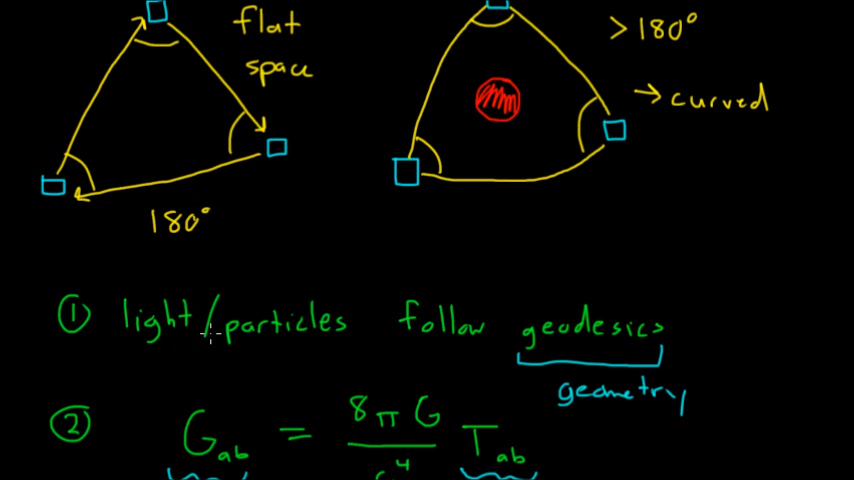 flat
space
180°
>180°
→ curved
① light/particles follow geodesics
geometry
② G_ab = 8πG/c⁴ T_ab